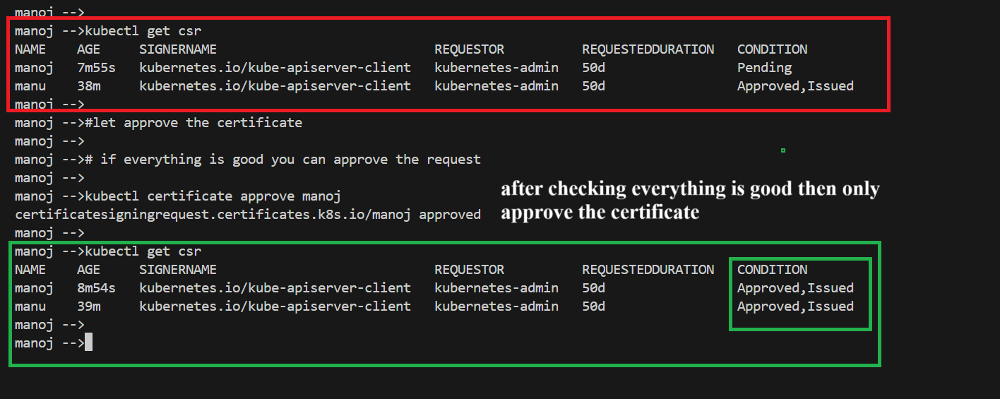 manoj -->
manoj -->kubectl get csr
NAME    AGE     SIGNERNAME                            REQUESTOR          REQUESTEDDURATION   CONDITION
manoj   7m55s   kubernetes.io/kube-apiserver-client   kubernetes-admin   50d                 Pending
manu    38m     kubernetes.io/kube-apiserver-client   kubernetes-admin   50d                 Approved,Issued
manoj -->
manoj -->#let approve the certificate
manoj -->
manoj --># if everything is good you can approve the request
manoj -->
manoj -->kubectl certificate approve manoj
certificatesigningrequest.certificates.k8s.io/manoj approved
after checking everything is good then only
approve the certificate
manoj -->
manoj -->kubectl get csr
NAME    AGE     SIGNERNAME                            REQUESTOR          REQUESTEDDURATION   CONDITION
manoj   8m54s   kubernetes.io/kube-apiserver-client   kubernetes-admin   50d                 Approved,Issued
manu    39m     kubernetes.io/kube-apiserver-client   kubernetes-admin   50d                 Approved,Issued
manoj -->
manoj -->